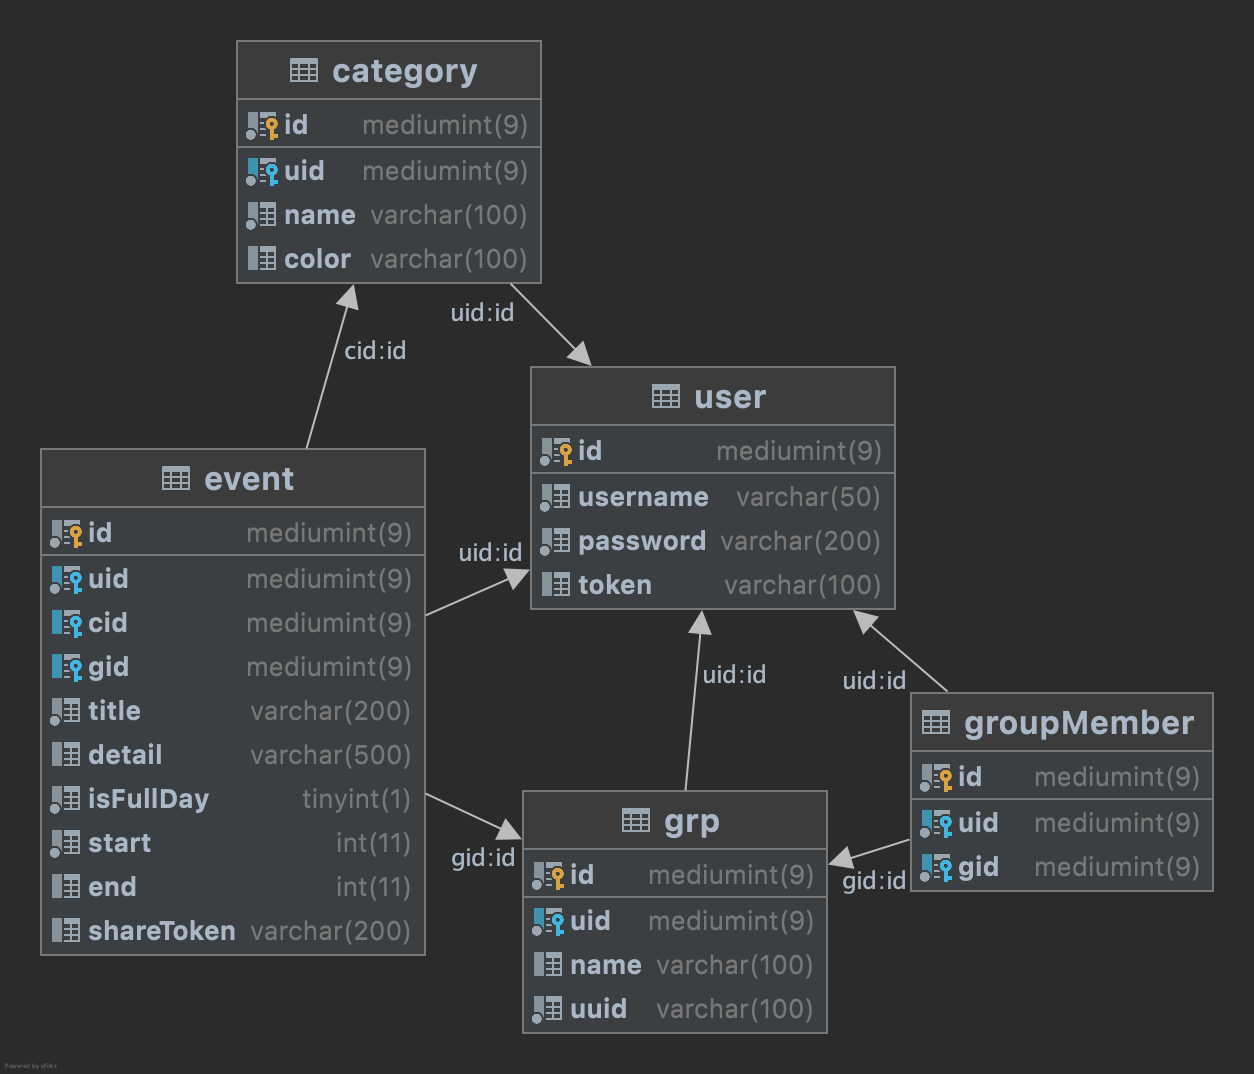 category
id mediumint(9)
uid mediumint(9)
name varchar(100)
color varchar(100)
uid:id
cid:id
user
id mediumint(9)
username varchar(50)
password varchar(200)
token varchar(100)
event
id mediumint(9)
uid mediumint(9)
cid mediumint(9)
gid mediumint(9)
title varchar(200)
detail varchar(500)
isFullDay tinyint(1)
start int(11)
end int(11)
shareToken varchar(200)
uid:id
uid:id
uid:id
groupMember
id mediumint(9)
uid mediumint(9)
gid mediumint(9)
grp
id mediumint(9)
uid mediumint(9)
name varchar(100)
uuid varchar(100)
gid:id
gid:id
Powered by yFiles